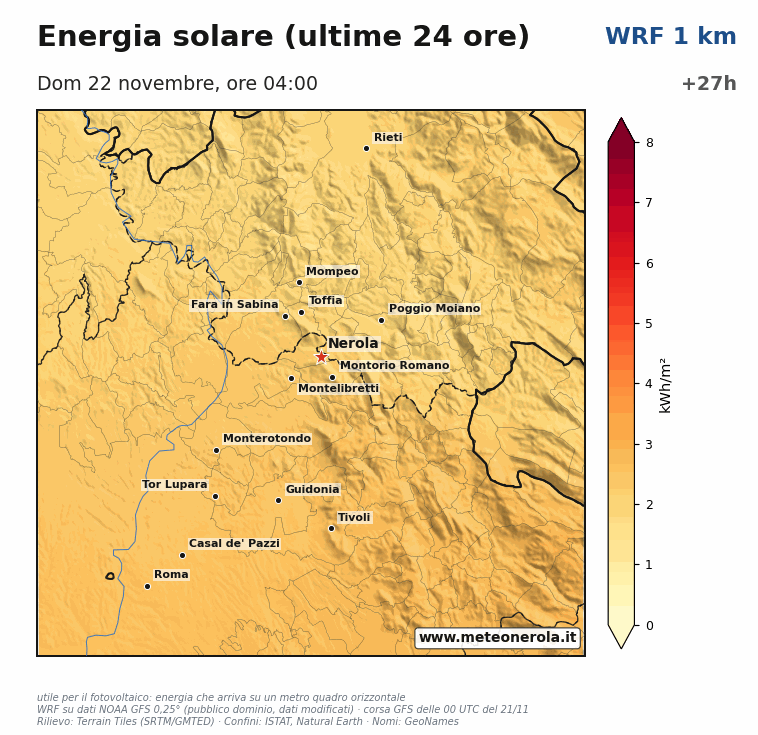 Energia solare (ultime 24 ore)
WRF 1 km
Dom 22 novembre, ore 04:00
+27h
Rieti
Mompeo
Toffia
Fara in Sabina
Poggio Moiano
Nerola
Montorio Romano
Montelibretti
Monterotondo
Tor Lupara
Guidonia
Tivoli
Casal de' Pazzi
Roma
www.meteonerola.it
8
7
6
5
4
3
2
1
0
kWh/m²
utile per il fotovoltaico: energia che arriva su un metro quadro orizzontale
WRF su dati NOAA GFS 0,25° (pubblico dominio, dati modificati) · corsa GFS delle 00 UTC del 21/11
Rilievo: Terrain Tiles (SRTM/GMTED) · Confini: ISTAT, Natural Earth · Nomi: GeoNames